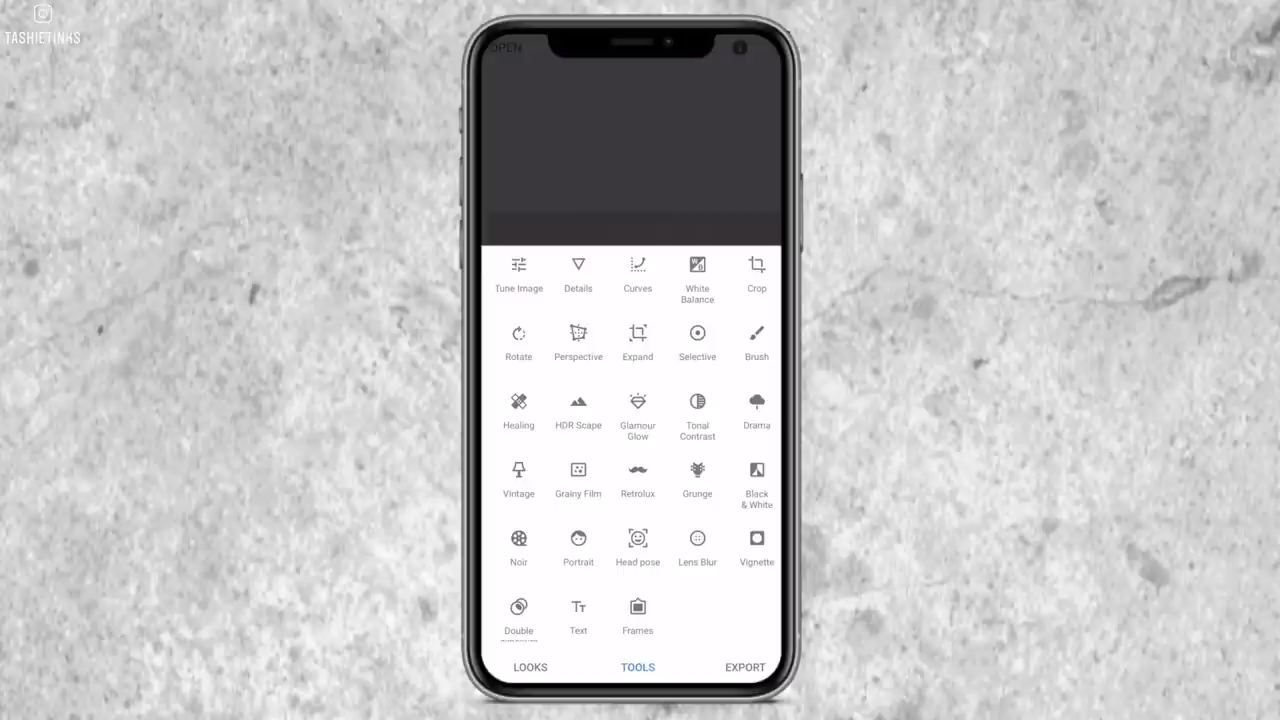 TASHIETINKS
OPEN
Tune Image
Details
Curves
White
Balance
Crop
Rotate
Perspective
Expand
Selective
Brush
Healing
HDR Scape
Glamour
Glow
Tonal
Contrast
Drama
Vintage
Grainy Film
Retrolux
Grunge
Black
& White
Noir
Portrait
Head pose
Lens Blur
Vignette
Double
Tт Text
Frames
LOOKS
TOOLS
EXPORT